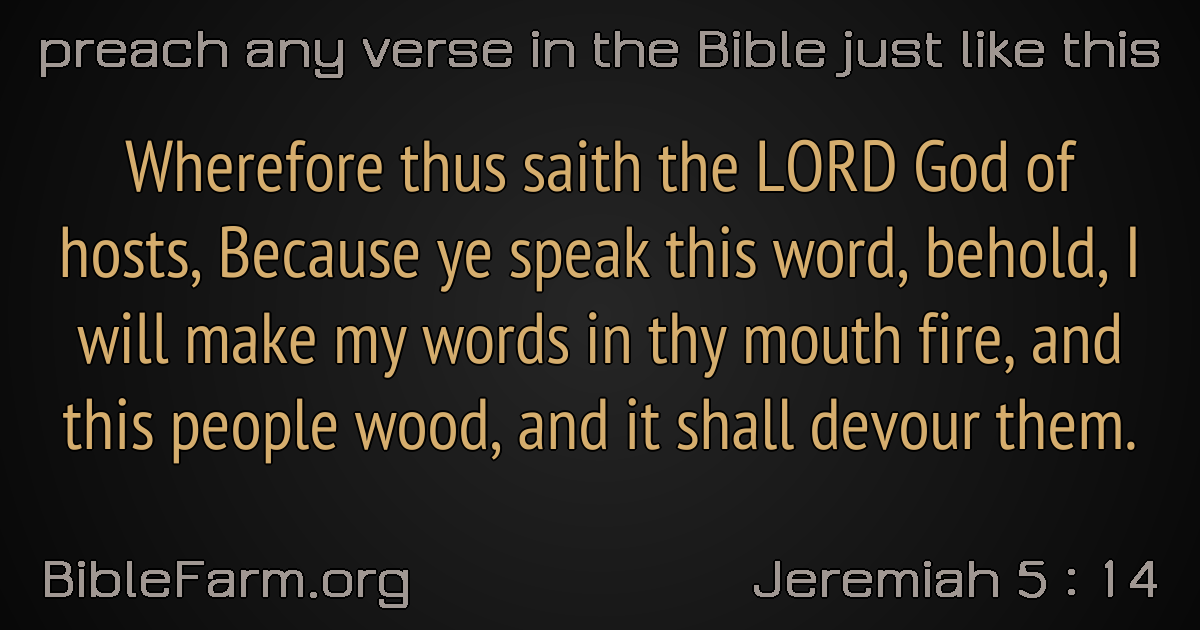 preach any verse in the Bible just like this
Wherefore thus saith the LORD God of
hosts, Because ye speak this word, behold, I
will make my words in thy mouth fire, and
this people wood, and it shall devour them.
BibleFarm.org
Jeremiah 5 : 14